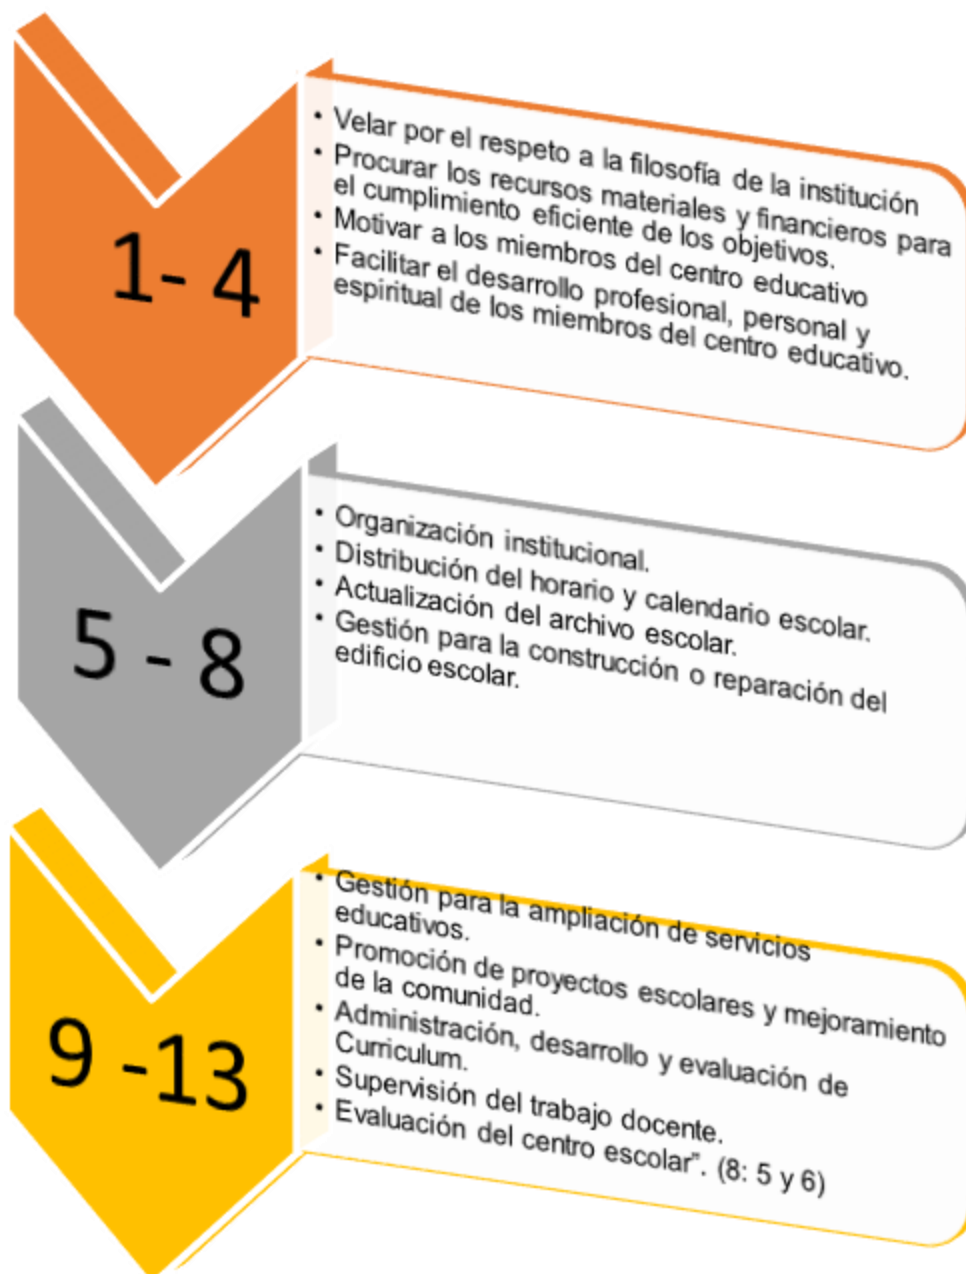 1- 4
• Velar por el respeto a la filosofía de la institución
• Procurar los recursos materiales y financieros para
el cumplimiento eficiente de los objetivos.
• Motivar a los miembros del centro educativo
• Facilitar el desarrollo profesional, personal y
espiritual de los miembros del centro educativo.
5 - 8
• Organización institucional.
• Distribución del horario y calendario escolar.
• Actualización del archivo escolar.
• Gestión para la construcción o reparación del
edificio escolar.
9 -13
• Gestión para la ampliación de servicios
educativos.
• Promoción de proyectos escolares y mejoramiento
de la comunidad.
• Administración, desarrollo y evaluación de
Curriculum.
• Supervisión del trabajo docente.
• Evaluación del centro escolar”. (8: 5 y 6)